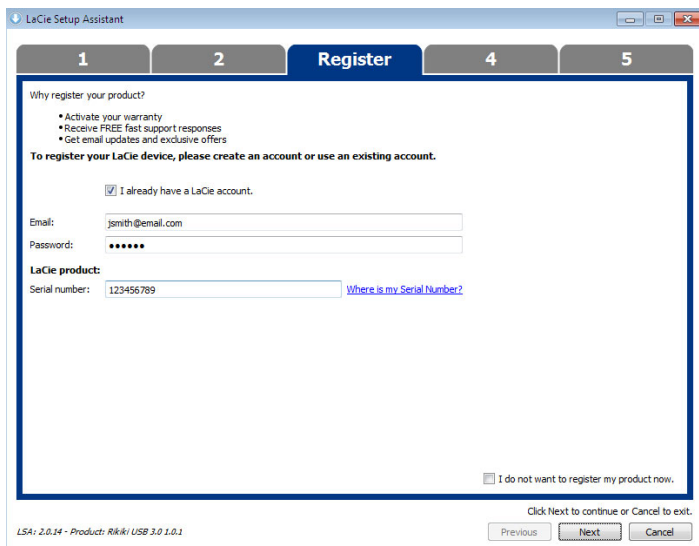 LaCie Setup Assistant
1 2 Register 4 5
Why register your product?
• Activate your warranty
• Receive FREE fast support responses
• Get email updates and exclusive offers
To register your LaCie device, please create an account or use an existing account.
I already have a LaCie account.
Email: jsmith@email.com
Password: ••••••
LaCie product:
Serial number: 123456789 Where is my Serial Number?
I do not want to register my product now.
Click Next to continue or Cancel to exit.
LSA: 2.0.14 - Product: Rikiki USB 3.0 1.0.1 Previous Next Cancel